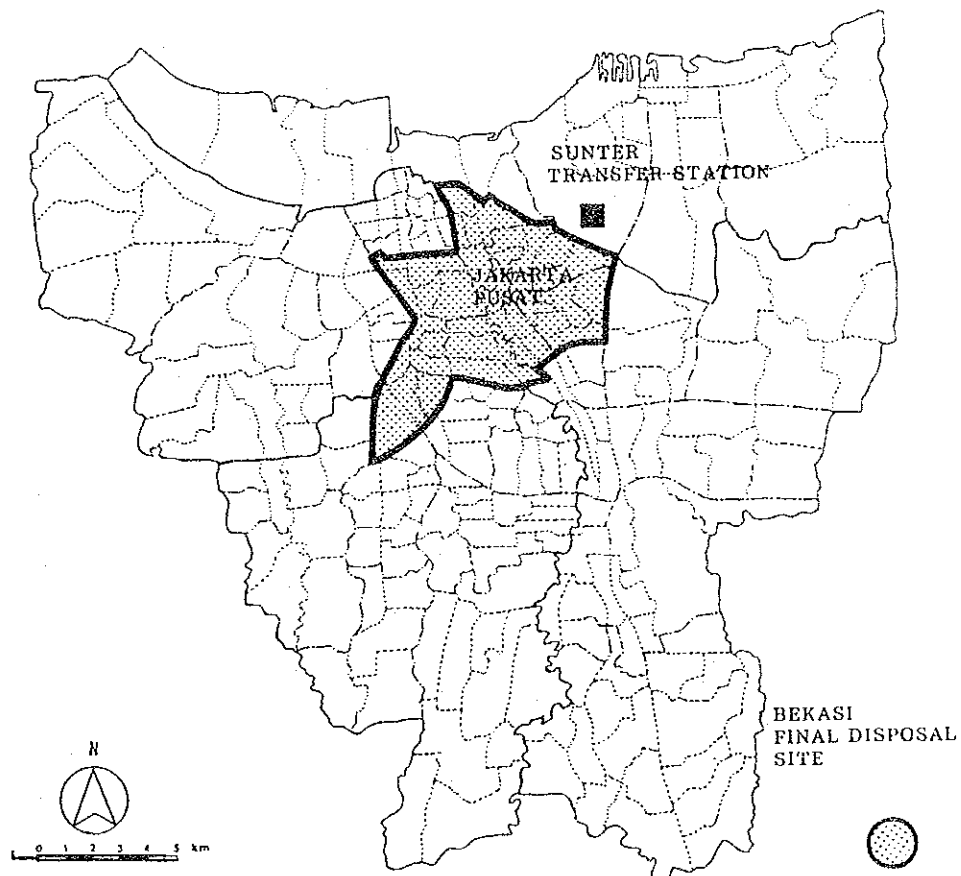 SUNTER
TRANSFER STATION
JAKARTA
PUSAT
BEKASI
FINAL DISPOSAL
SITE
N
0 1 2 3 4 5 km